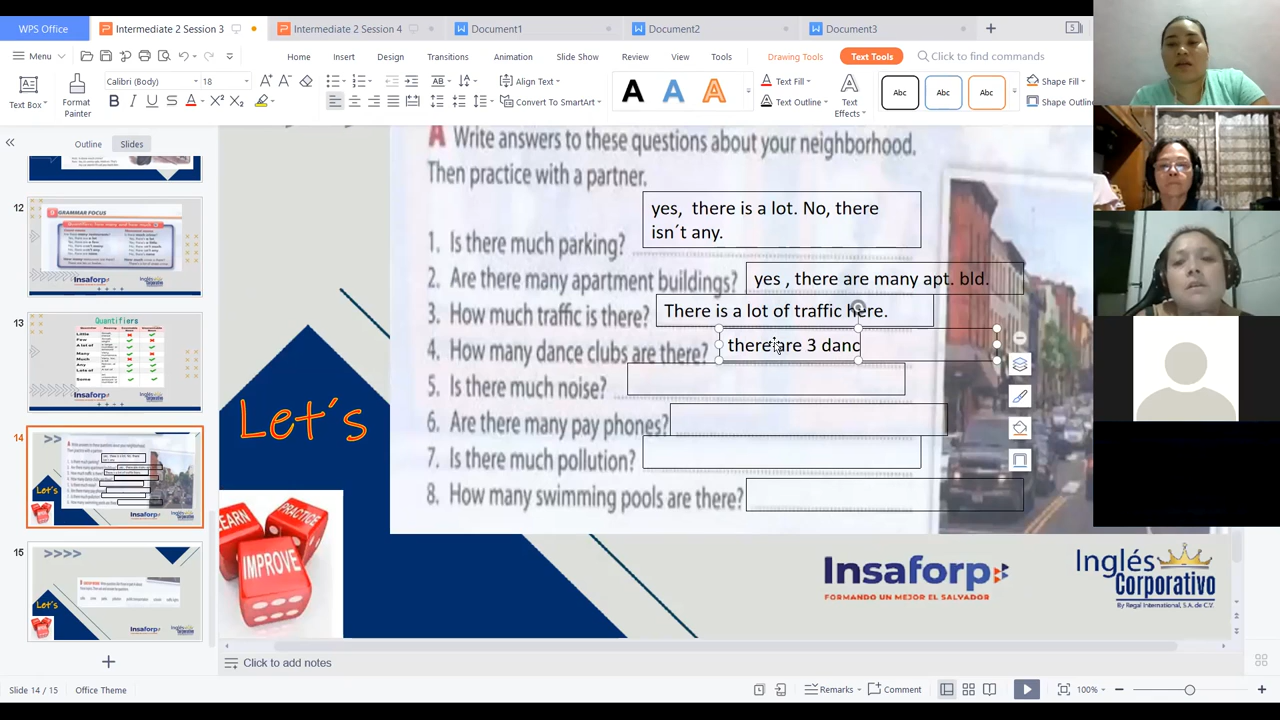 WPS Office
Intermediate 2 Session 3
Intermediate 2 Session 4
Document1
Document2
Document3
5
Menu
Home
Insert
Design
Transitions
Animation
Slide Show
Review
View
Tools
Drawing Tools
Text Tools
Click to find commands
Text Box
Format Painter
Calibri (Body)
18
Align Text
Convert To SmartArt
Text Fill
Text Outline
Text Effects
Abc
Abc
Abc
Shape Fill
Shape Outline
Outline
Slides
12
GRAMMAR FOCUS
13
Quantifiers
14
Let´s
Insaforp
15
Let´s
Insaforp
A Write answers to these questions about your neighborhood.
Then practice with a partner.
yes, there is a lot. No, there
isn´t any.
1. Is there much parking?
2. Are there many apartment buildings?
yes , there are many apt. bld.
3. How much traffic is there?
There is a lot of traffic here.
4. How many dance clubs are there?
there are 3 danc
5. Is there much noise?
6. Are there many pay phones?
7. Is there much pollution?
8. How many swimming pools are there?
Let´s
LEARN
PRACTICE
IMPROVE
Insaforp
FORMANDO UN MEJOR EL SALVADOR
Inglés
Corporativo
By Regal International, S.A. de C.V.
Click to add notes
Slide 14 / 15
Office Theme
Remarks
Comment
100%